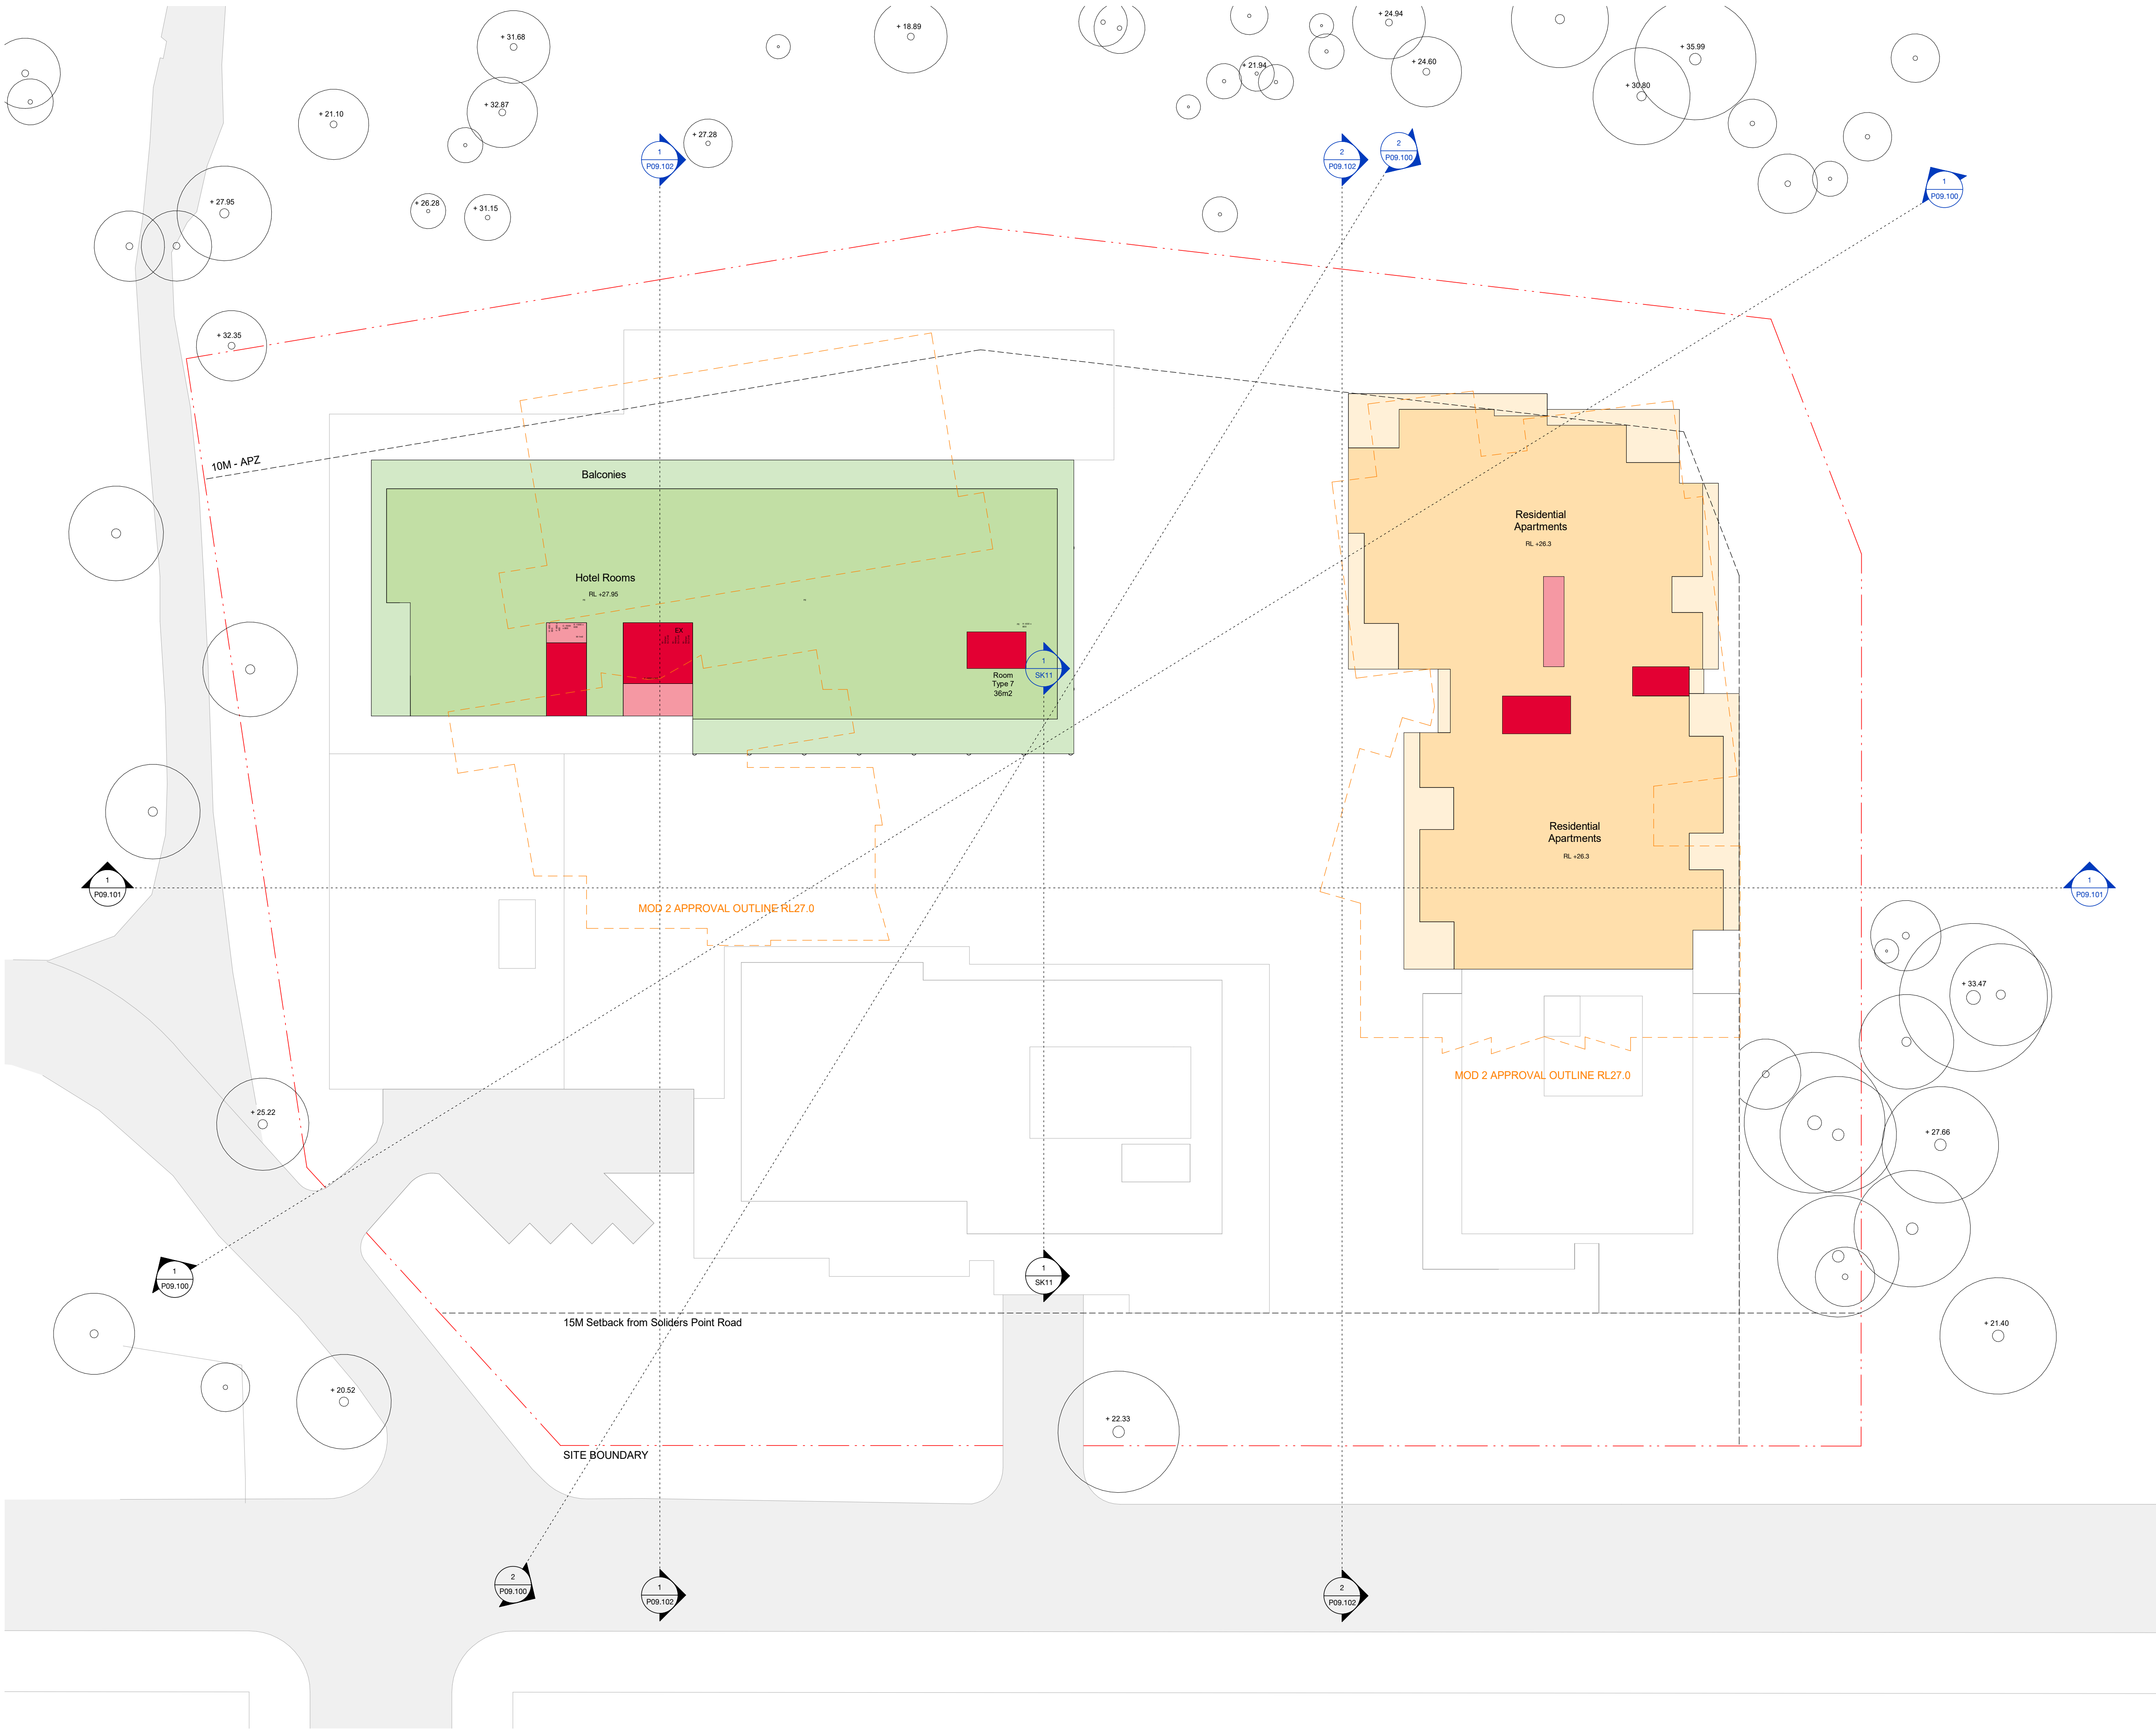 + 31.68
+ 18.89
+ 24.94
+ 35.99
+ 24.60
+ 21.94
+ 30.80
+ 32.87
+ 21.10
+ 27.28
1
P09.102
2
P09.102
2
P09.100
1
P09.100
+ 27.95
+ 26.28
+ 31.15
+ 32.35
10M - APZ
Balconies
Hotel Rooms
RL +27.95
EX
Room
Type 7
36m2
1
SK11
Residential
Apartments
RL +26.3
Residential
Apartments
RL +26.3
1
P09.101
1
P09.101
MOD 2 APPROVAL OUTLINE RL27.0
MOD 2 APPROVAL OUTLINE RL27.0
+ 33.47
+ 25.22
+ 27.66
1
P09.100
1
SK11
15M Setback from Soliders Point Road
+ 21.40
+ 20.52
+ 22.33
SITE BOUNDARY
2
P09.100
1
P09.102
2
P09.102